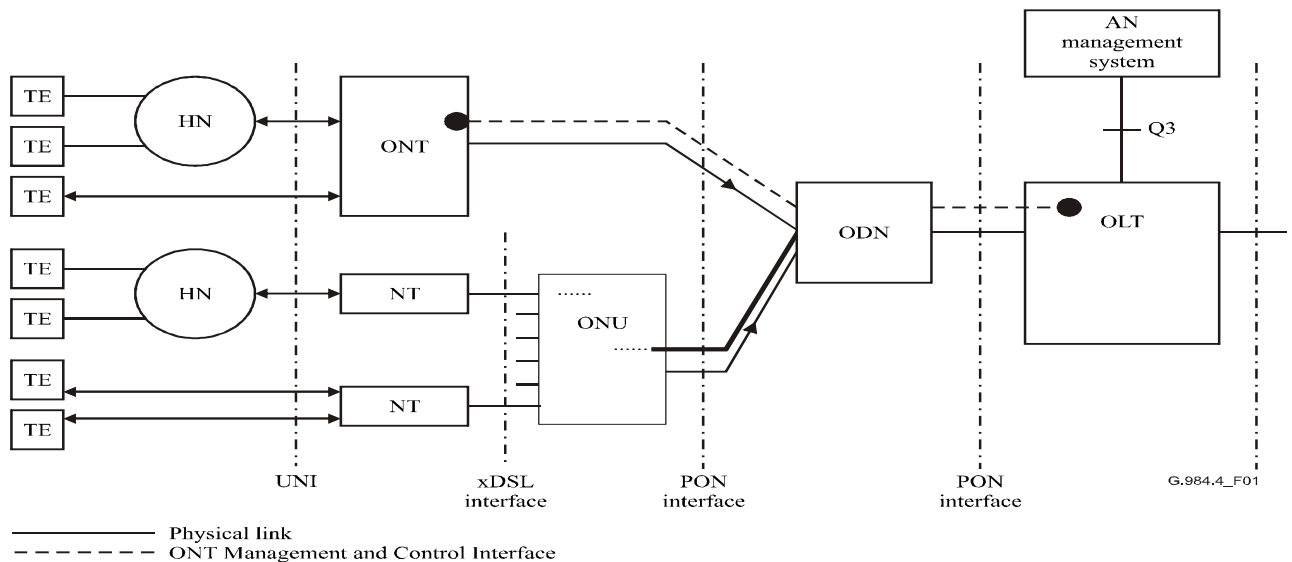 AN
management
system
TE
HN
ONT
Q3
TE
TE
ODN
OLT
TE
HN
NT
ONU
TE
TE
NT
TE
UNI
xDSL
interface
PON
interface
PON
interface
G.984.4_F01
Physical link
ONT Management and Control Interface